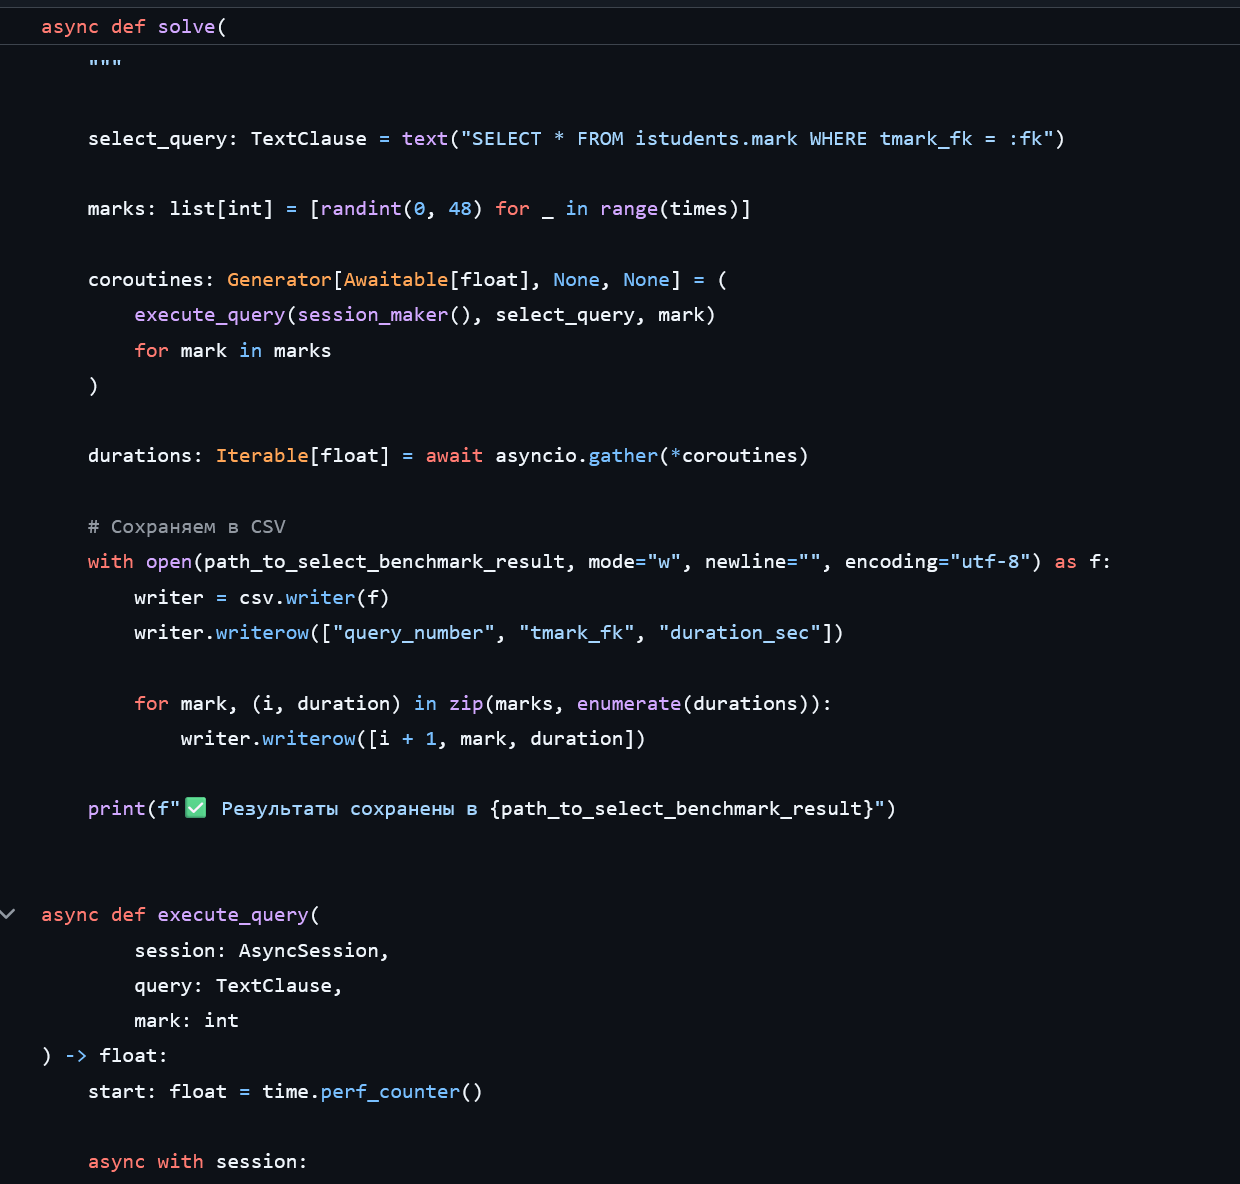 async def solve(
    """
    select_query: TextClause = text("SELECT * FROM istudents.mark WHERE tmark_fk = :fk")
    marks: list[int] = [randint(0, 48) for _ in range(times)]
    coroutines: Generator[Awaitable[float], None, None] = (
        execute_query(session_maker(), select_query, mark)
        for mark in marks
    )
    durations: Iterable[float] = await asyncio.gather(*coroutines)
    # Сохраняем в CSV
    with open(path_to_select_benchmark_result, mode="w", newline="", encoding="utf-8") as f:
        writer = csv.writer(f)
        writer.writerow(["query_number", "tmark_fk", "duration_sec"])
        for mark, (i, duration) in zip(marks, enumerate(durations)):
            writer.writerow([i + 1, mark, duration])
    print(f"✅ Результаты сохранены в {path_to_select_benchmark_result}")
async def execute_query(
        session: AsyncSession,
        query: TextClause,
        mark: int
) -> float:
    start: float = time.perf_counter()
    async with session: